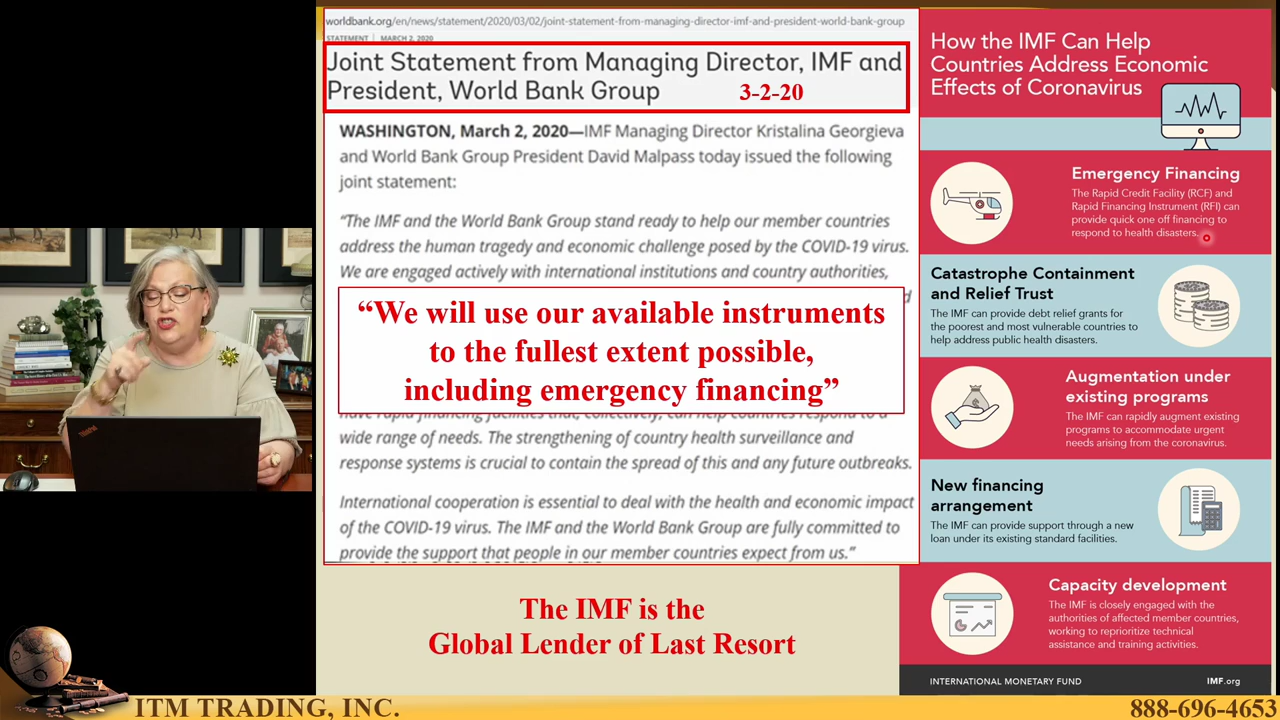 worldbank.org/en/news/statement/2020/03/02/joint-statement-from-managing-director-imf-and-president-world-bank-group
STATEMENT | MARCH 2, 2020
Joint Statement from Managing Director, IMF and
President, World Bank Group
3-2-20
WASHINGTON, March 2, 2020—IMF Managing Director Kristalina Georgieva
and World Bank Group President David Malpass today issued the following
joint statement:
“The IMF and the World Bank Group stand ready to help our member countries
address the human tragedy and economic challenge posed by the COVID-19 virus.
We are engaged actively with international institutions and country authorities,
“We will use our available instruments
to the fullest extent possible,
including emergency financing”
have rapid financing facilities that, collectively, can help countries respond to a
wide range of needs. The strengthening of country health surveillance and
response systems is crucial to contain the spread of this and any future outbreaks.
International cooperation is essential to deal with the health and economic impact
of the COVID-19 virus. The IMF and the World Bank Group are fully committed to
provide the support that people in our member countries expect from us.”
The IMF is the
Global Lender of Last Resort
How the IMF Can Help
Countries Address Economic
Effects of Coronavirus
Emergency Financing
The Rapid Credit Facility (RCF) and
Rapid Financing Instrument (RFI) can
provide quick one off financing to
respond to health disasters.
Catastrophe Containment
and Relief Trust
The IMF can provide debt relief grants for
the poorest and most vulnerable countries to
help address public health disasters.
Augmentation under
existing programs
The IMF can rapidly augment existing
programs to accommodate urgent
needs arising from the coronavirus.
New financing
arrangement
The IMF can provide support through a new
loan under its existing standard facilities.
Capacity development
The IMF is closely engaged with the
authorities of affected member countries,
working to reprioritize technical
assistance and training activities.
INTERNATIONAL MONETARY FUND
IMF.org
ThinkPad
ITM TRADING, INC.
888-696-4653